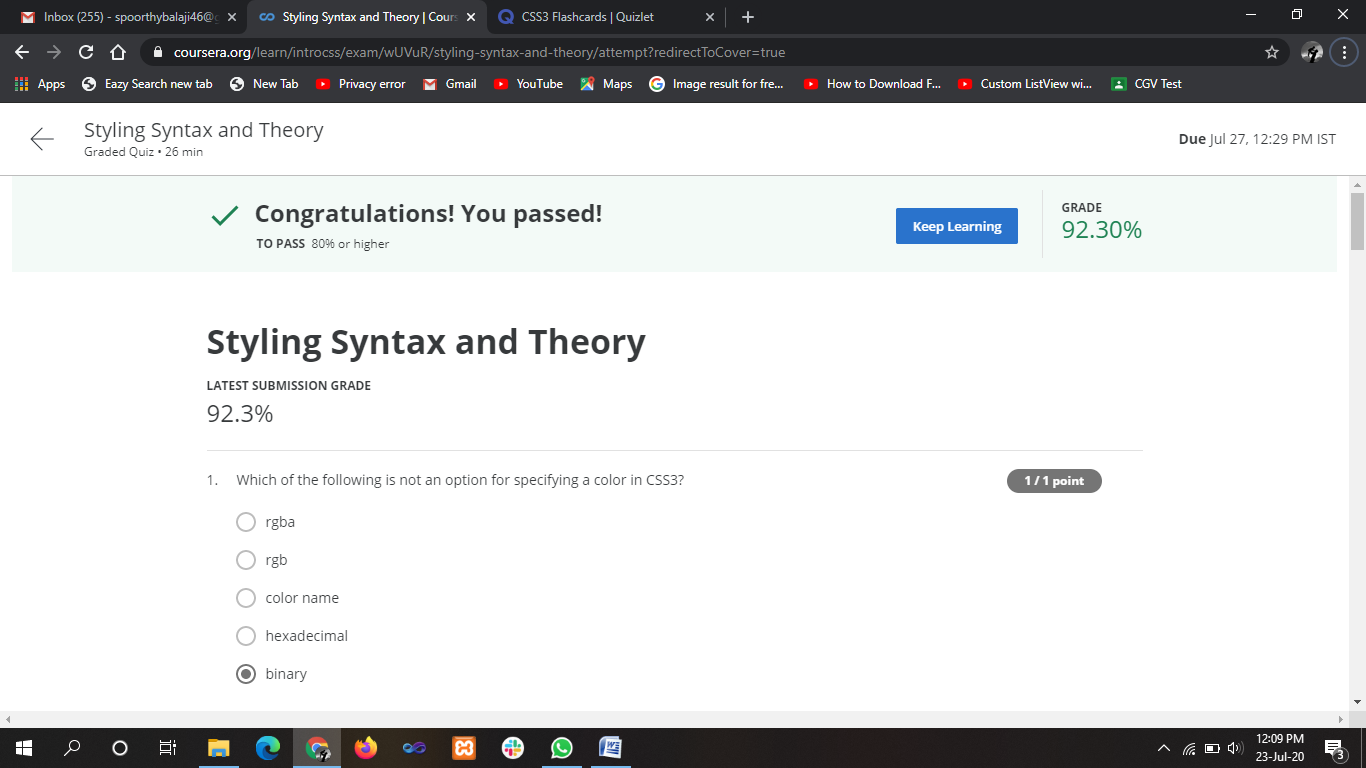 Inbox (255) - spoorthybalaji46@g
Styling Syntax and Theory | Cours
CSS3 Flashcards | Quizlet
coursera.org/learn/introcss/exam/wUVuR/styling-syntax-and-theory/attempt?redirectToCover=true
Apps Eazy Search new tab New Tab Privacy error Gmail YouTube Maps Image result for fre... How to Download F... Custom ListView wi... CGV Test
Styling Syntax and Theory
Graded Quiz • 26 min
Due Jul 27, 12:29 PM IST
Congratulations! You passed!
TO PASS 80% or higher
Keep Learning
GRADE
92.30%
Styling Syntax and Theory
LATEST SUBMISSION GRADE
92.3%
1. Which of the following is not an option for specifying a color in CSS3?
1 / 1 point
rgba
rgb
color name
hexadecimal
binary
12:09 PM
23-Jul-20
3